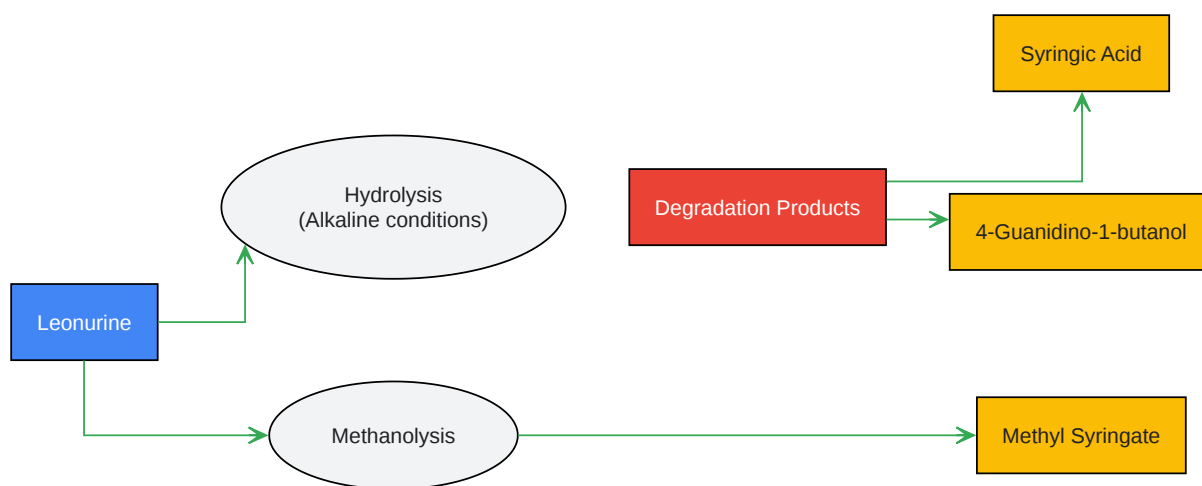 Syringic Acid
Hydrolysis
(Alkaline conditions)
Degradation Products
4-Guanidino-1-butanol
Leonurine
Methanolysis
Methyl Syringate